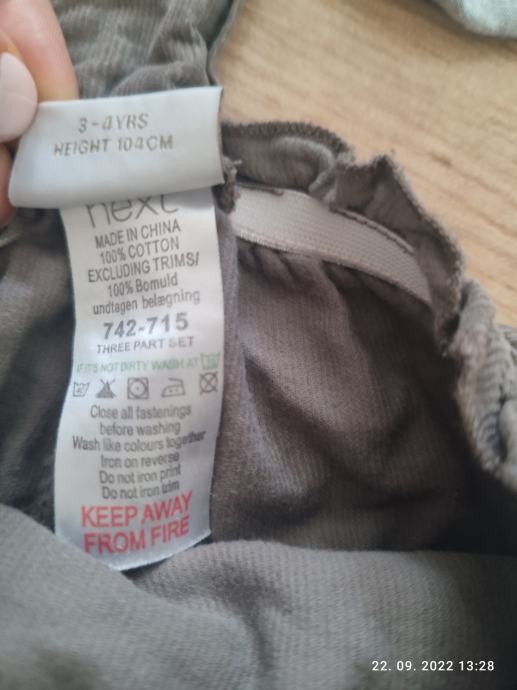 3-4YRS
HEIGHT 104CM
next
MADE IN CHINA
100% COTTON
EXCLUDING TRIMS/
100% Bomuld
undtagen belægning
742-715
THREE PART SET
IF IT'S NOT DIRTY WASH AT
Close all fastenings
before washing
Wash like colours together
Iron on reverse
Do not iron print
Do not iron trim
KEEP AWAY
FROM FIRE
22. 09. 2022 13:28